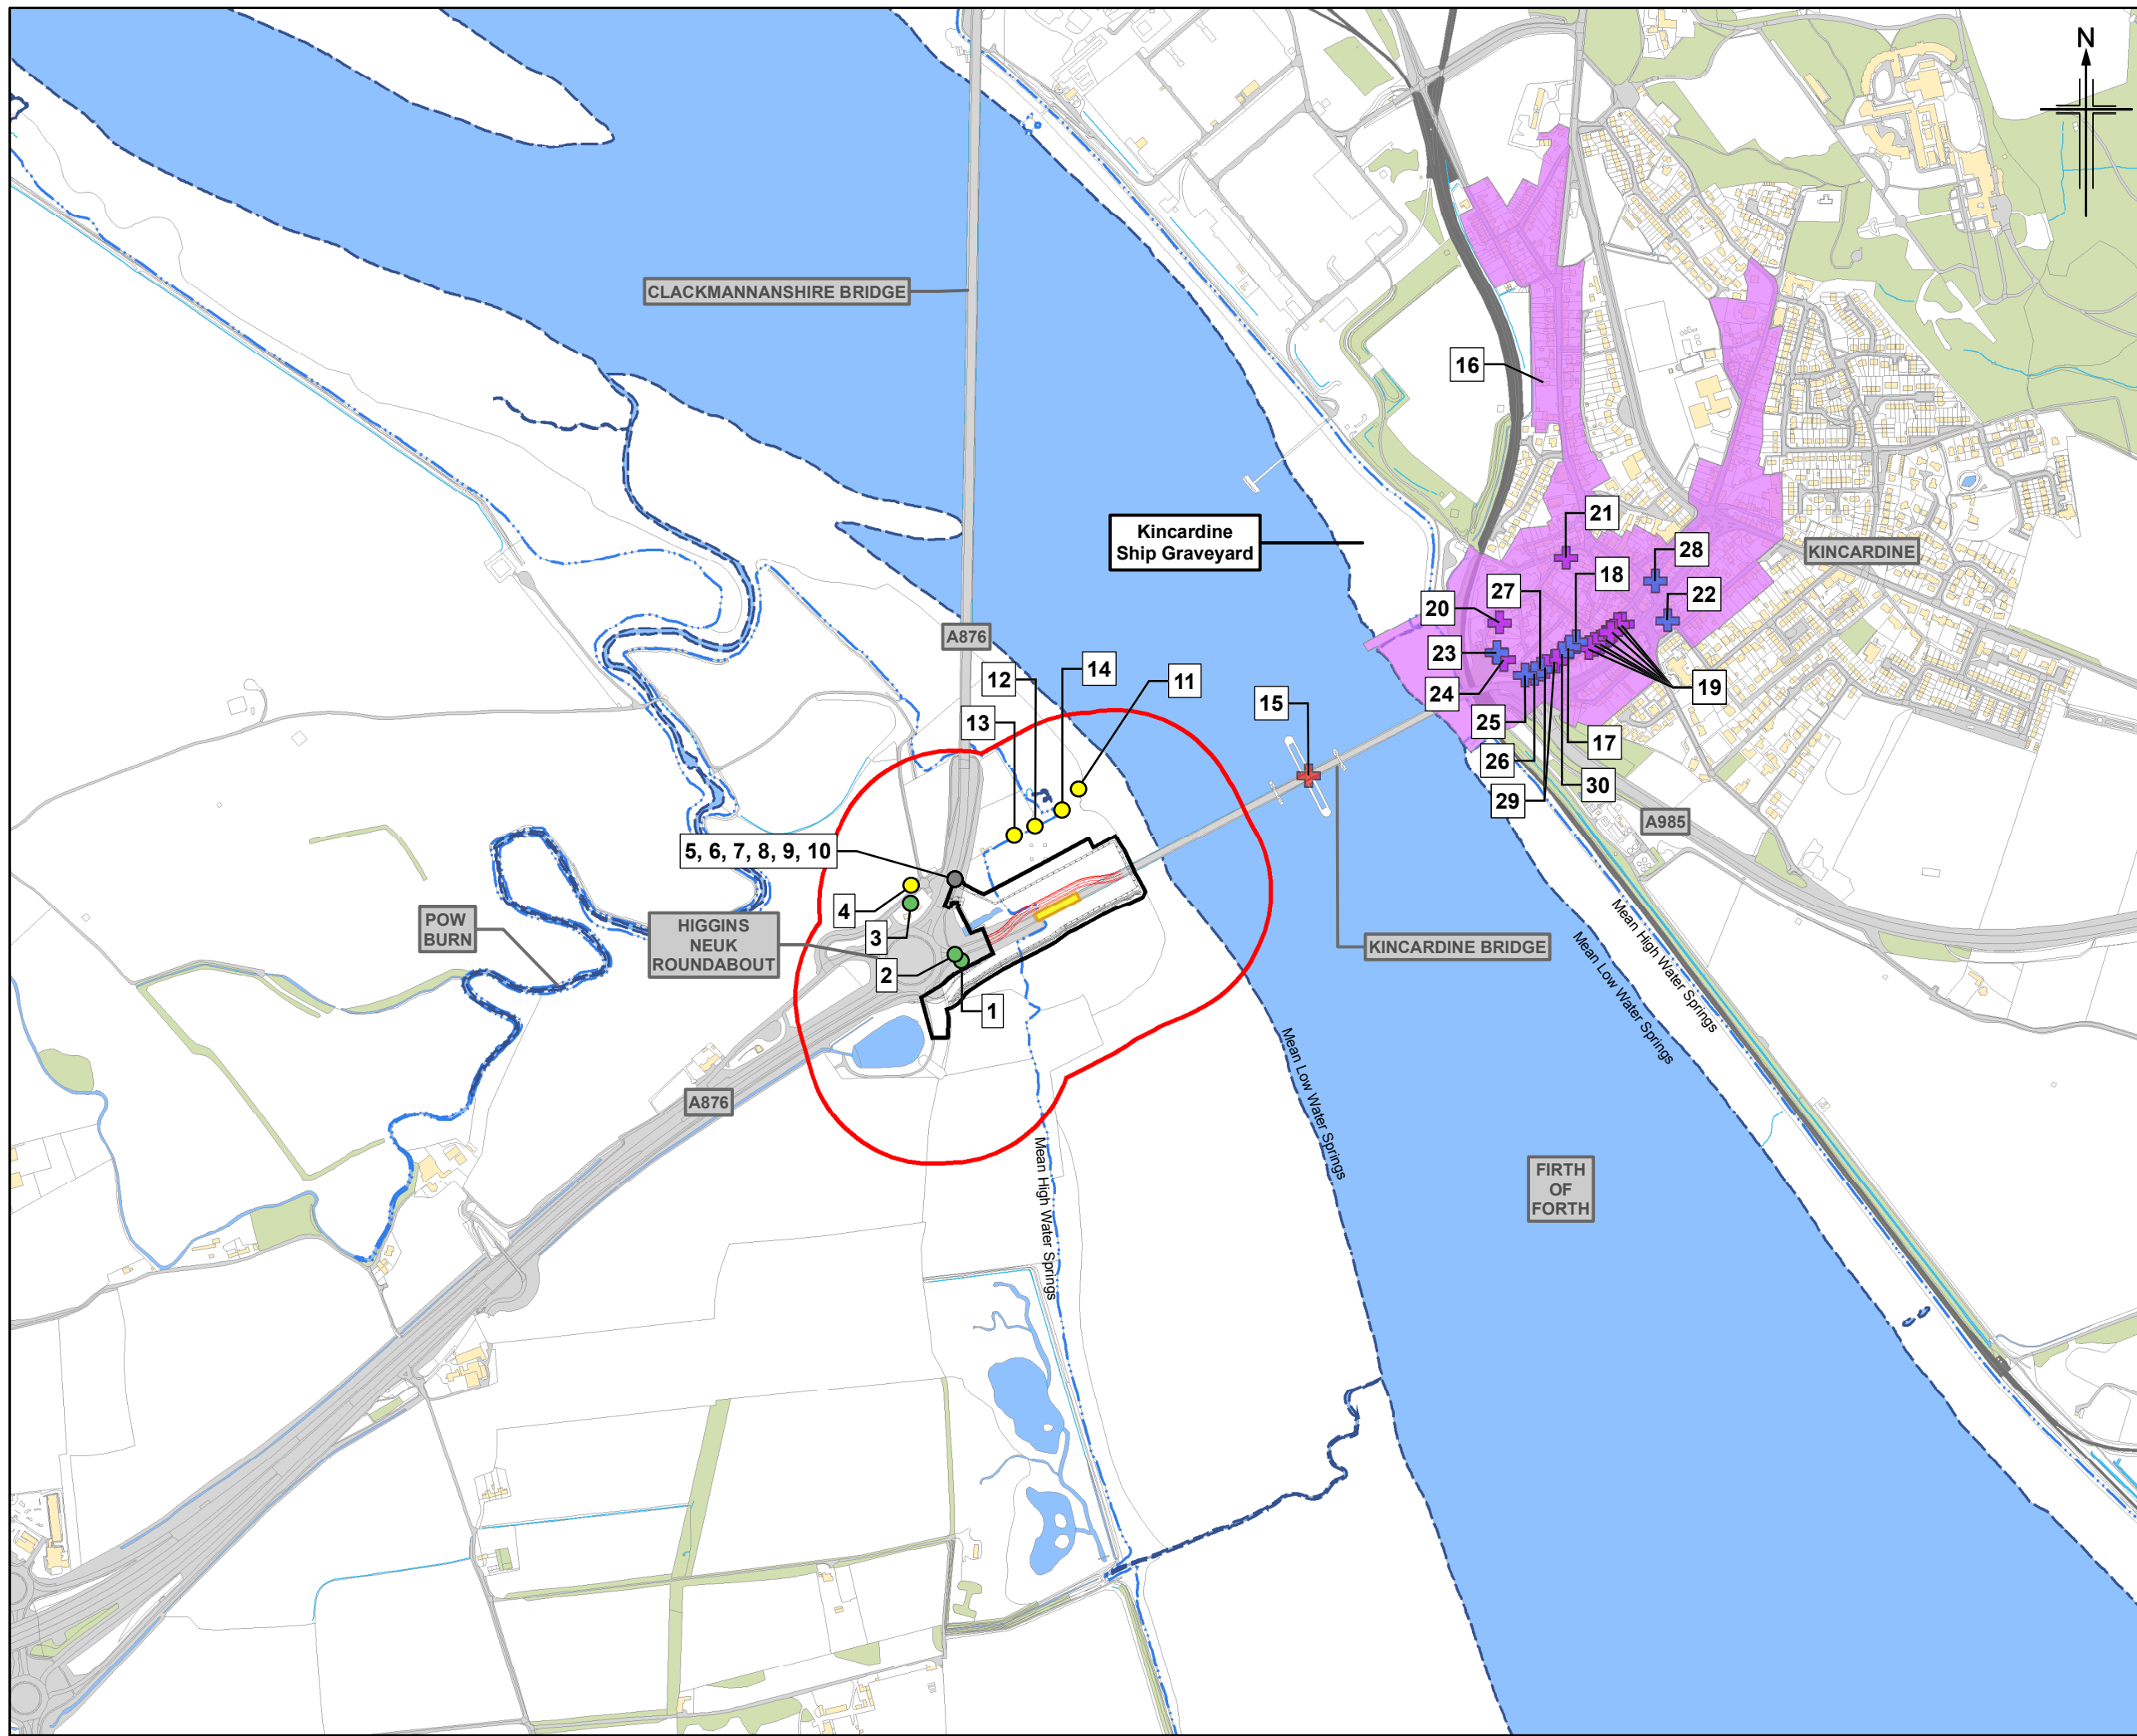 N
CLACKMANNANSHIRE BRIDGE
16
Kincardine
Ship Graveyard
21
28
KINCARDINE
18
27
22
20
A876
23
14
12
11
24
19
15
13
25
17
26
30
29
A985
5, 6, 7, 8, 9, 10
4
3
POW
BURN
HIGGINS
NEUK
ROUNDABOUT
2
1
KINCARDINE BRIDGE
Mean High Water Springs
Mean Low Water Springs
Mean Low Water Springs
A876
Mean High Water Springs
FIRTH
OF
FORTH